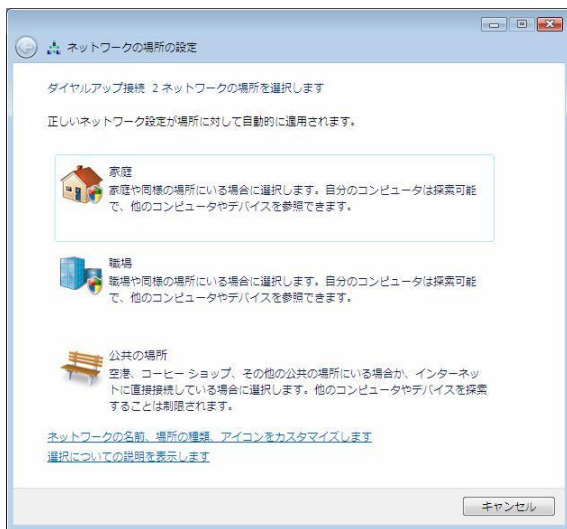 ネットワークの場所の設定
ダイヤルアップ接続 2 ネットワークの場所を選択します
正しいネットワーク設定が場所に対して自動的に適用されます。
家庭
家庭や同様の場所にいる場合に選択します。自分のコンピュータは探索可能
で、他のコンピュータやデバイスを参照できます。
職場
職場や同様の場所にいる場合に選択します。自分のコンピュータは探索可能
で、他のコンピュータやデバイスを参照できます。
公共の場所
空港、コーヒー ショップ、その他の公共の場所にいる場合か、インターネッ
トに直接接続している場合に選択します。他のコンピュータやデバイスを探索
することは制限されます。
ネットワークの名前、場所の種類、アイコンをカスタマイズします
選択についての説明を表示します
キャンセル